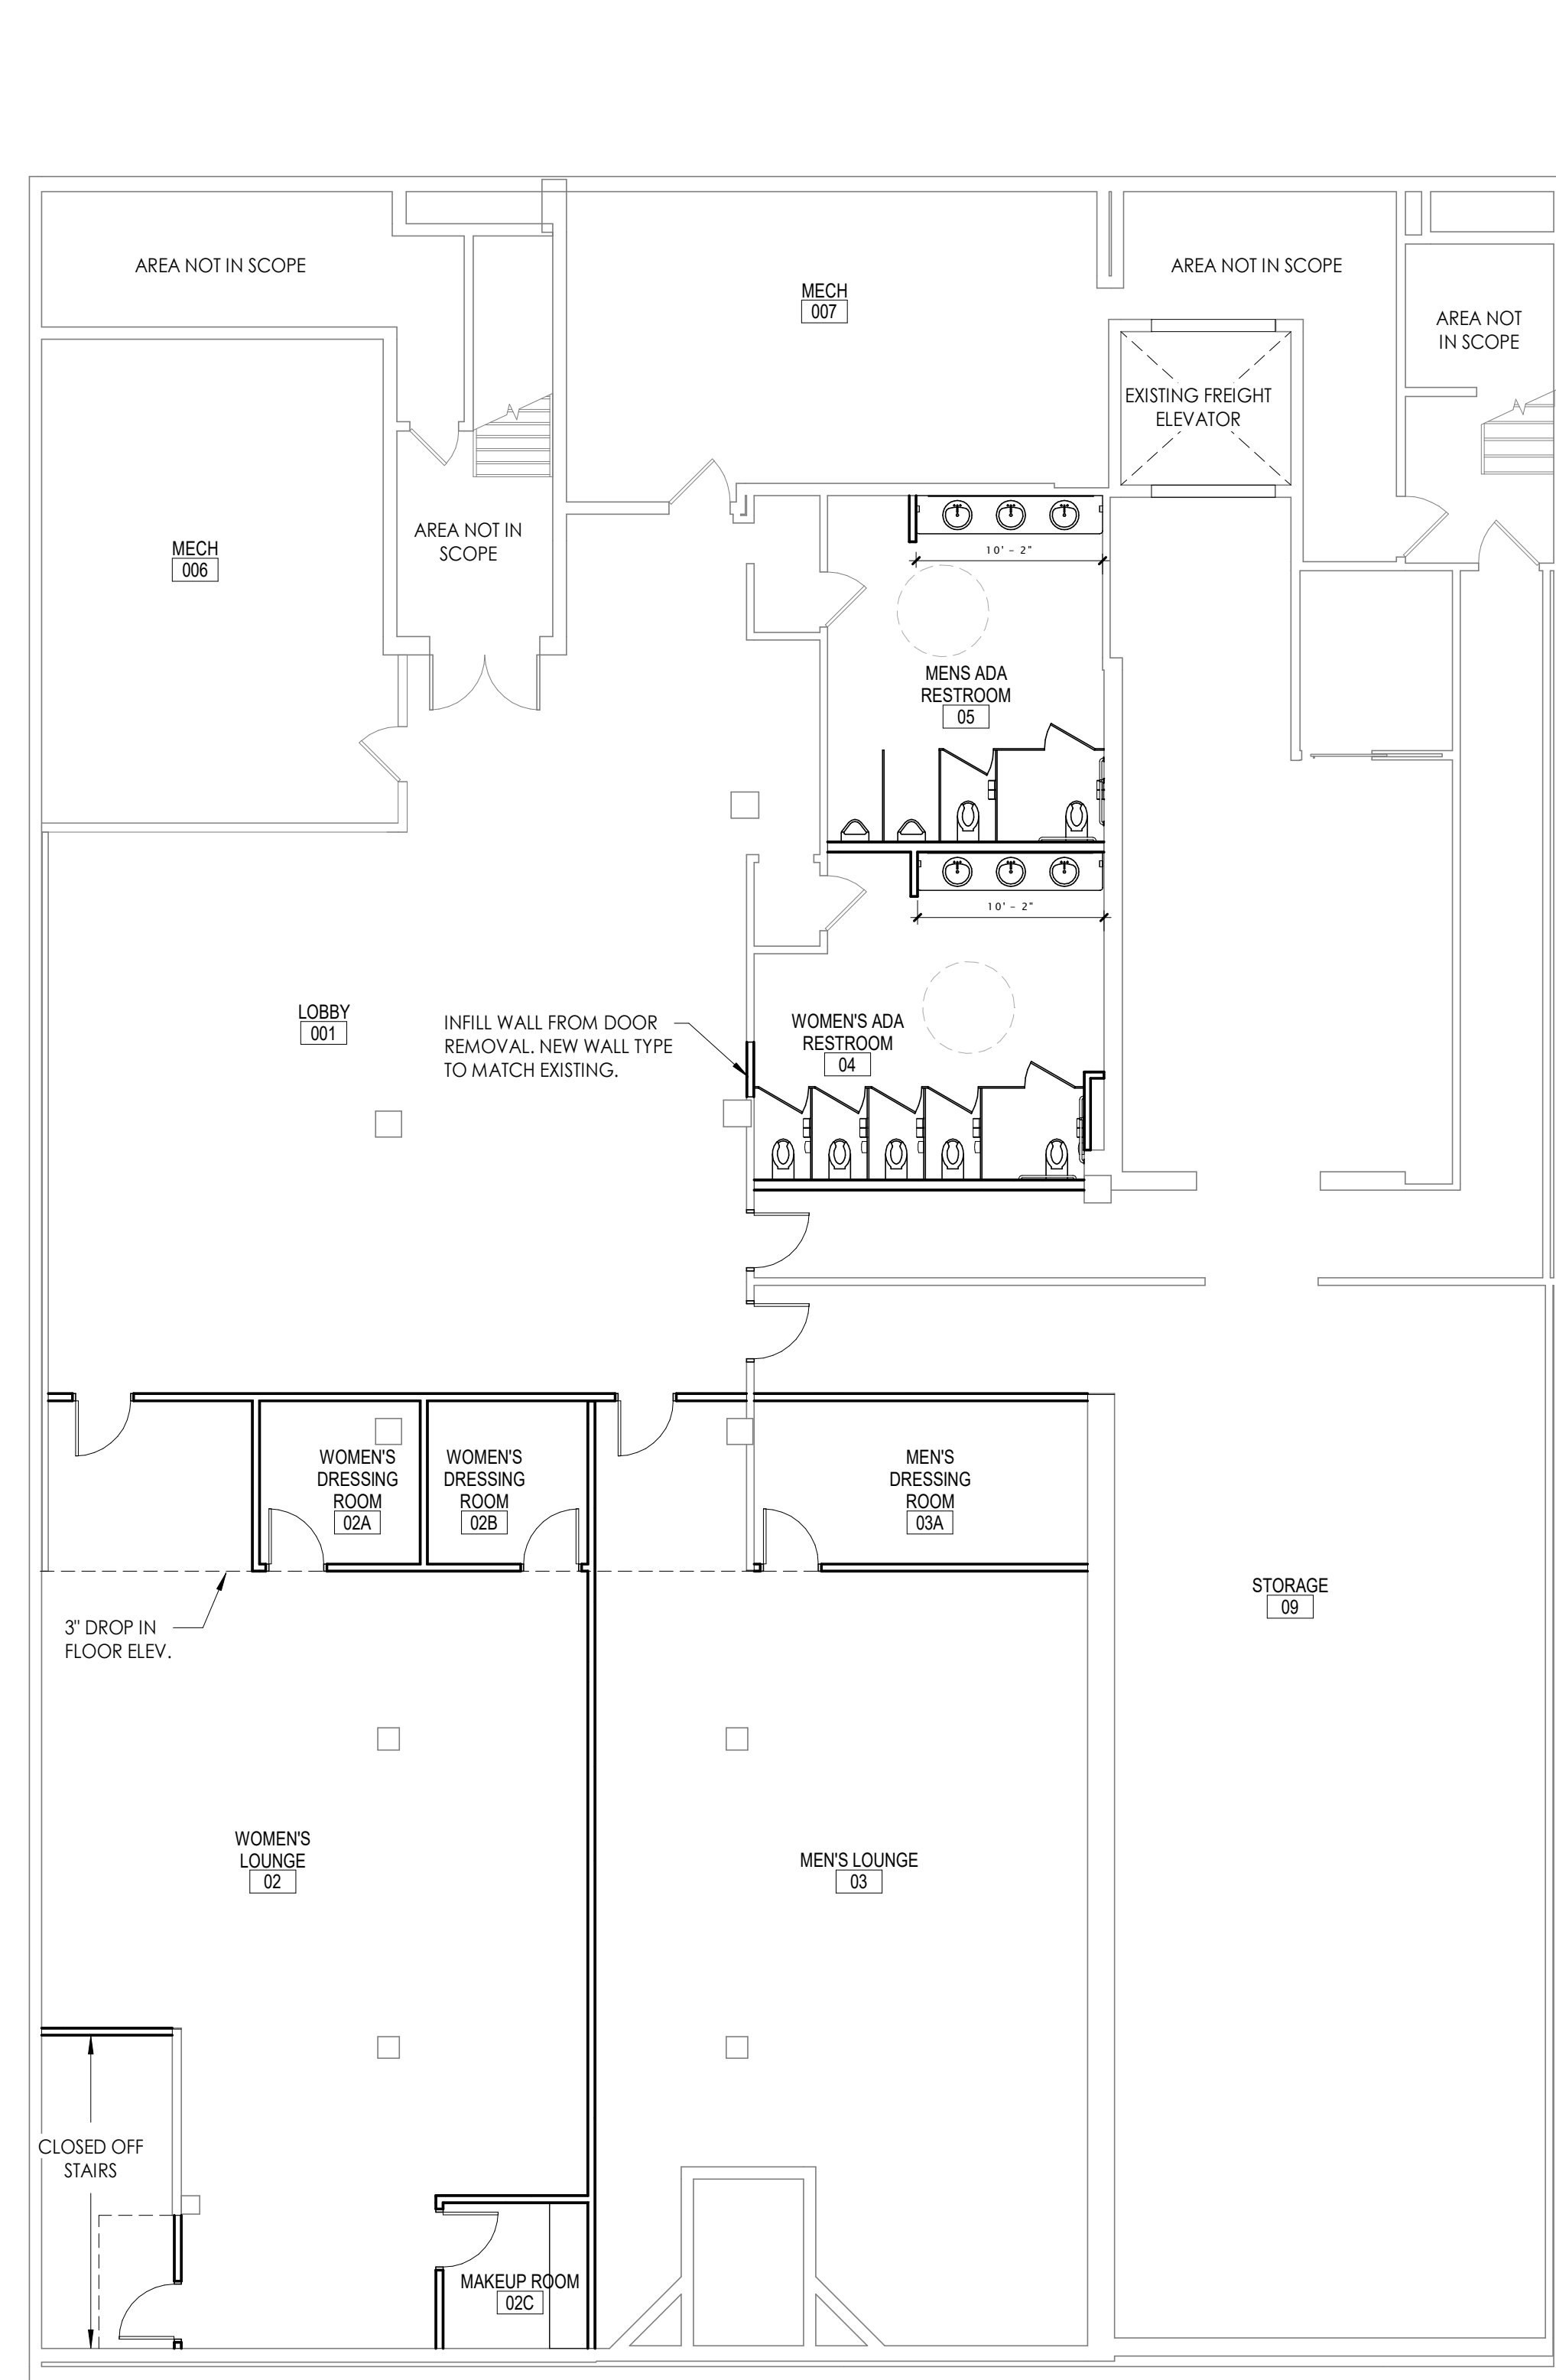 AREA NOT IN SCOPE
AREA NOT IN SCOPE
MECH
007
AREA NOT
IN SCOPE
EXISTING FREIGHT
ELEVATOR
MECH
006
AREA NOT IN
SCOPE
10' - 2"
MENS ADA
RESTROOM
05
10' - 2"
LOBBY
001
INFILL WALL FROM DOOR
REMOVAL. NEW WALL TYPE
TO MATCH EXISTING.
WOMEN'S ADA
RESTROOM
04
WOMEN'S
DRESSING
ROOM
02A
WOMEN'S
DRESSING
ROOM
02B
MEN'S
DRESSING
ROOM
03A
3" DROP IN
FLOOR ELEV.
STORAGE
09
WOMEN'S
LOUNGE
02
MEN'S LOUNGE
03
CLOSED OFF
STAIRS
MAKEUP ROOM
02C